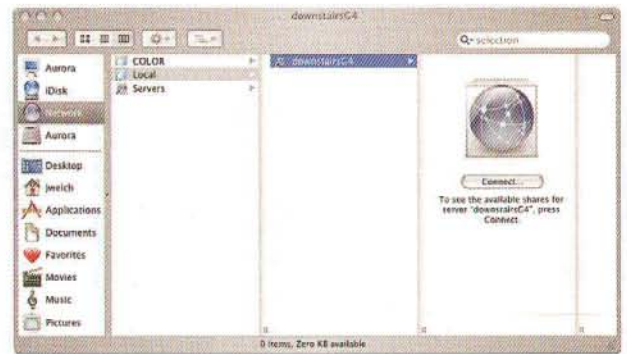 downstairsG4
Q- selection
Aurora
iDisk
Network
Aurora
Desktop
jweich
Applications
Documents
Favorites
Movies
Music
Pictures
COLOR
Local
Servers
downstairsG4
Connect...
To see the available shares for
server "downstairsG4", press
Connect.
0 items, Zero KB available